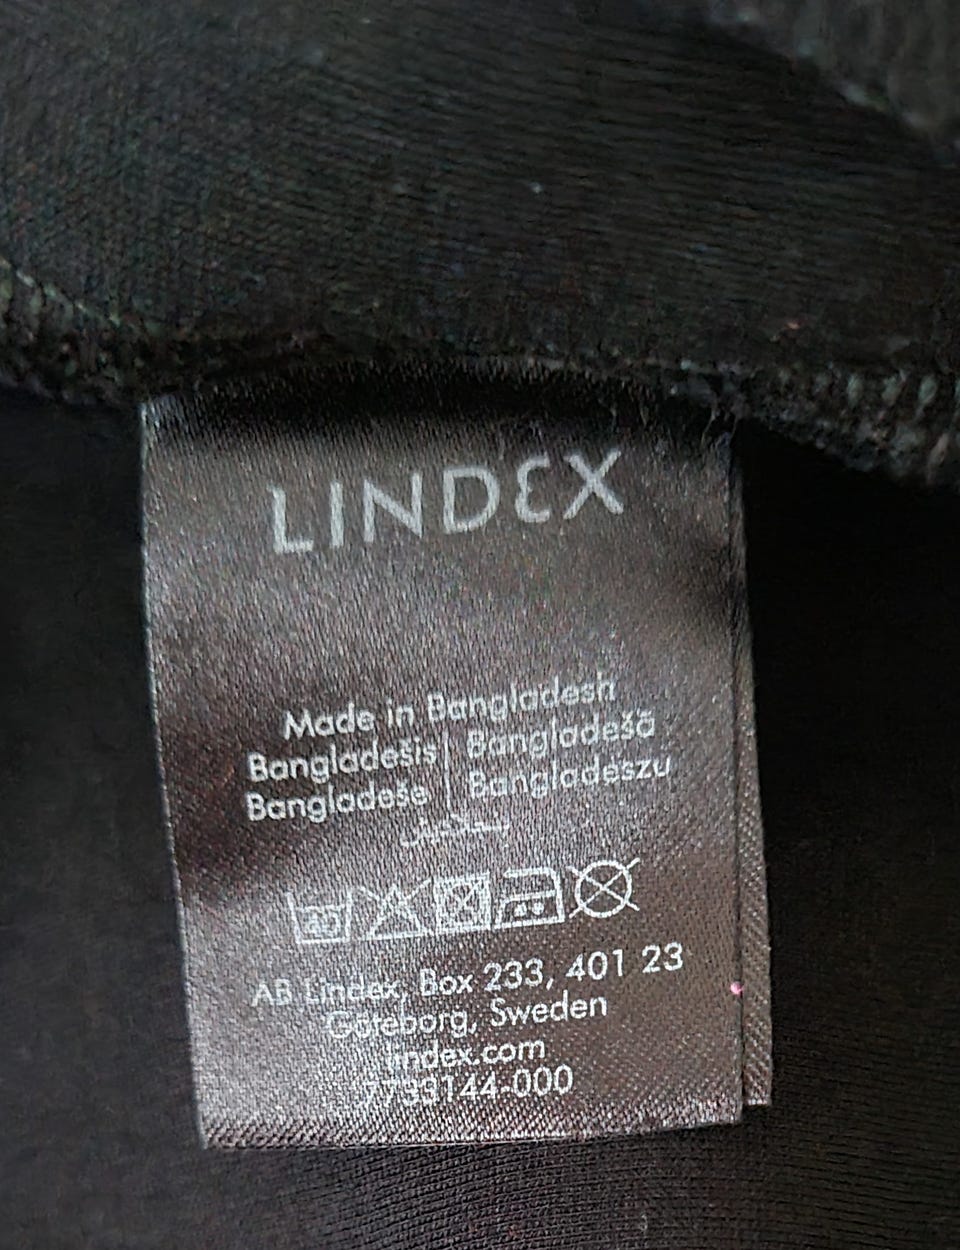 LINDEX
Made in Bangladesh
Bangladešis | Bangladešā
Bangladeše | Bangladeszu
AB Lindex, Box 233, 401 23
Göteborg, Sweden
lindex.com
7733144-000